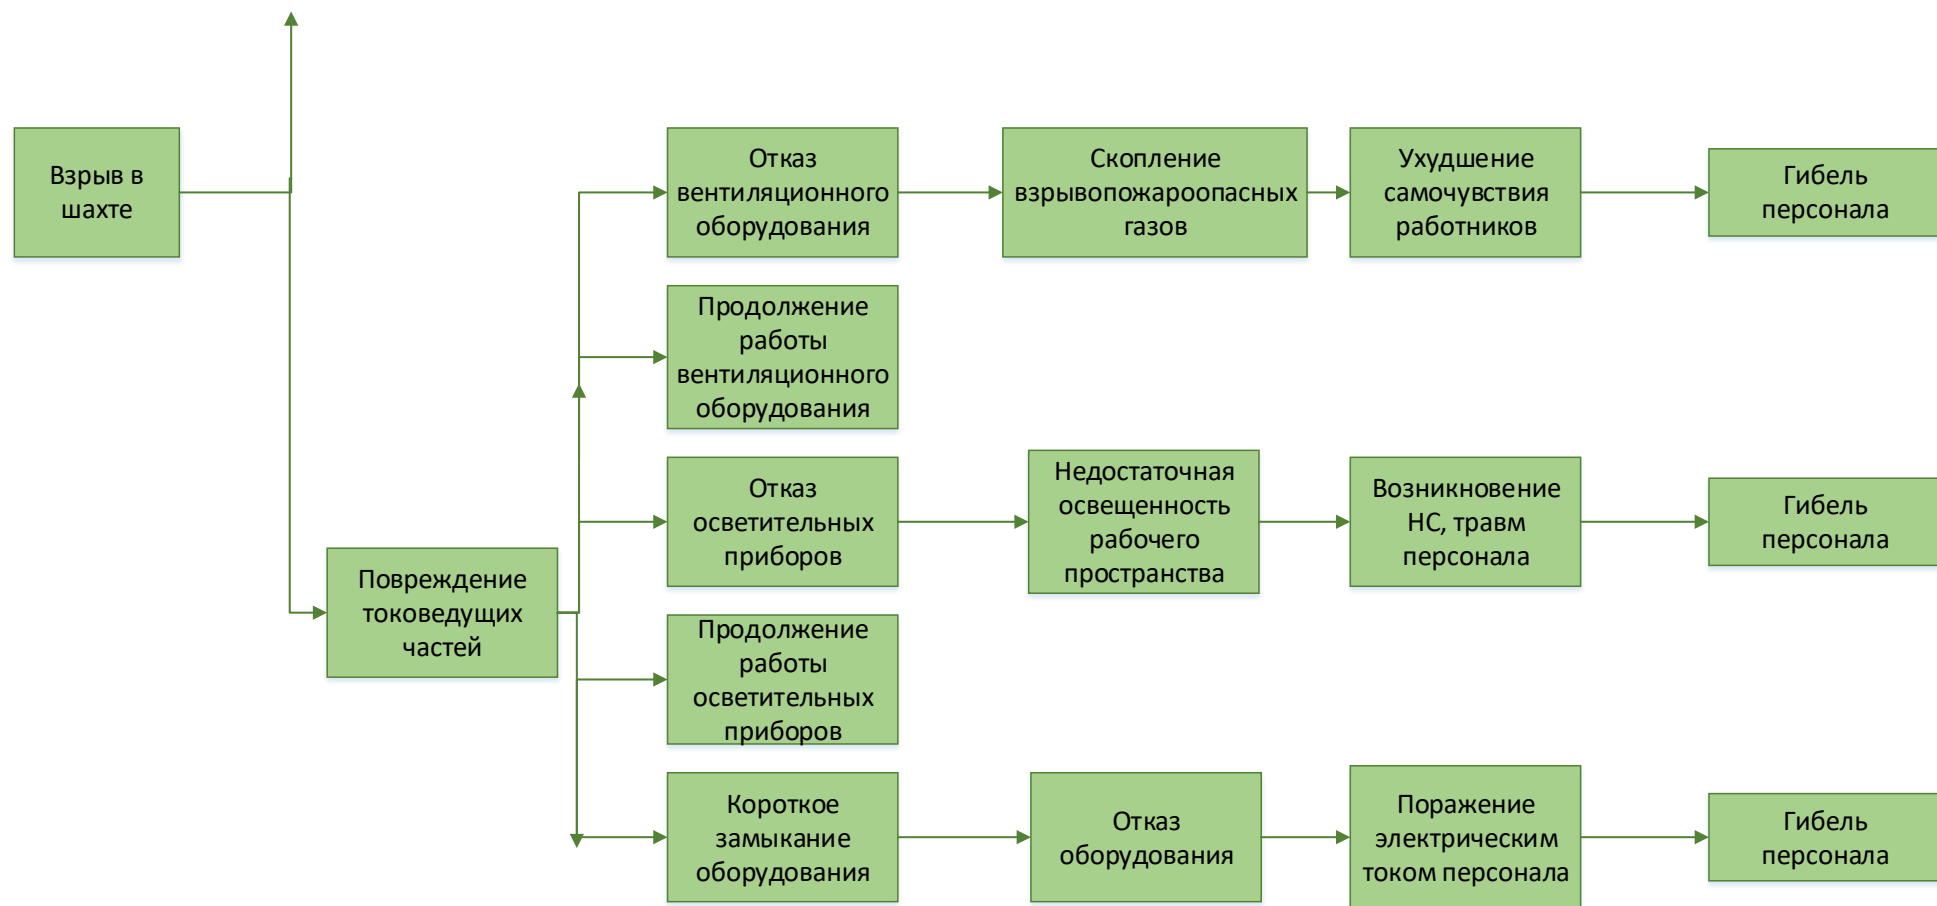 Взрыв в
шахте
Отказ
вентиляционного
оборудования
Скопление
взрывопожароопасных
газов
Ухудшение
самочувствия
работников
Гибель
персонала
Продолжение
работы
вентиляционного
оборудования
Отказ
осветительных
приборов
Недостаточная
освещенность
рабочего
пространства
Возникновение
НС, травм
персонала
Гибель
персонала
Повреждение
токоведущих
частей
Продолжение
работы
осветительных
приборов
Короткое
замыкание
оборудования
Отказ
оборудования
Поражение
электрическим
током персонала
Гибель
персонала